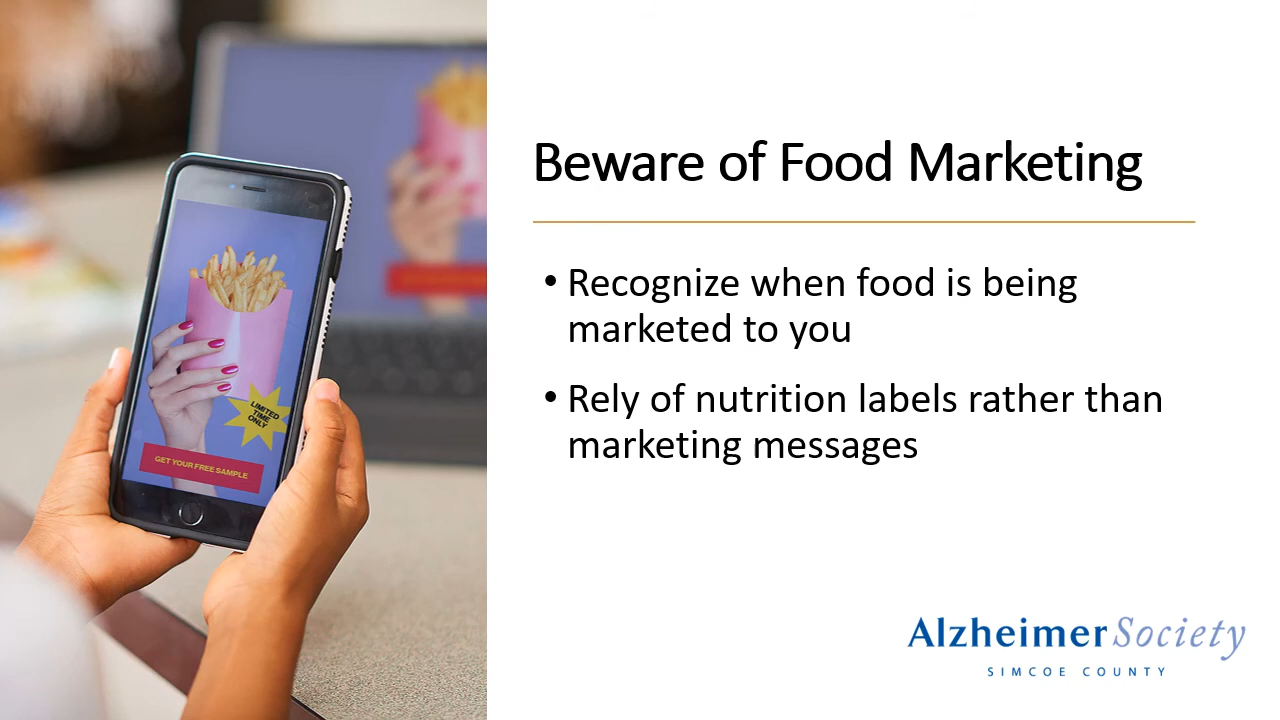 Beware of Food Marketing
• Recognize when food is being
marketed to you
• Rely of nutrition labels rather than
marketing messages
LIMITED
TIME
ONLY
GET YOUR FREE SAMPLE
Alzheimer Society
SIMCOE COUNTY